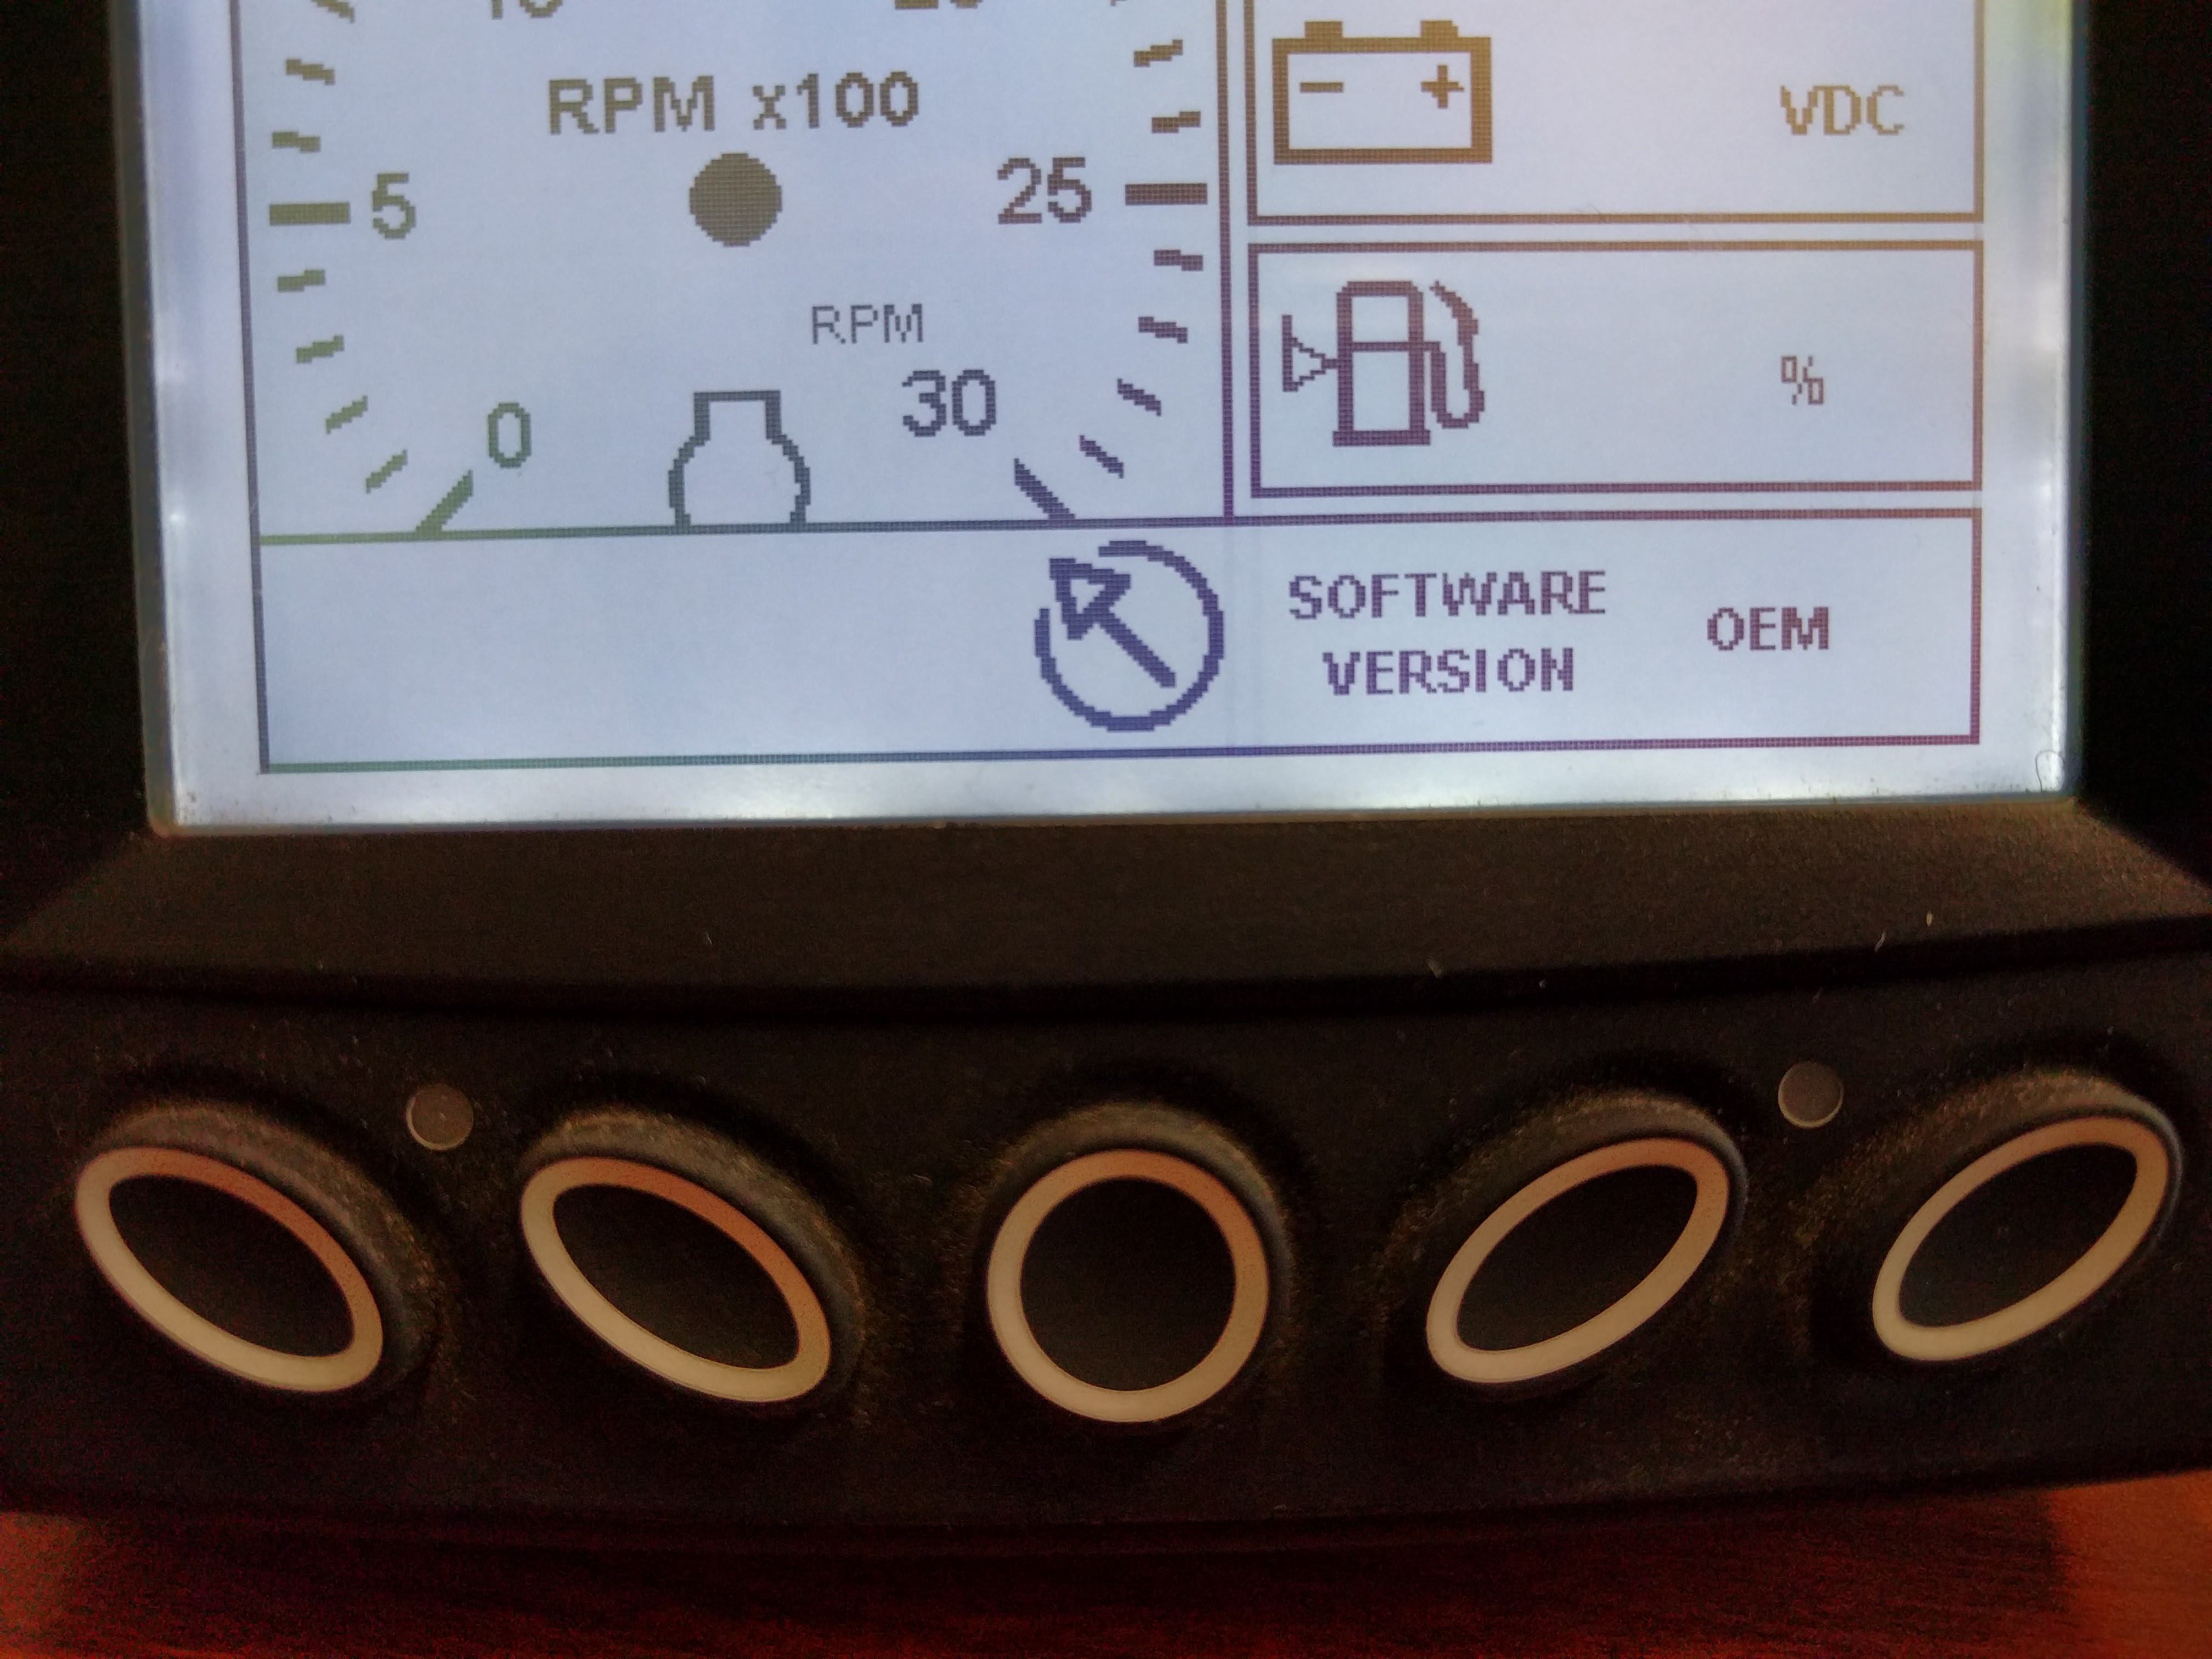 RPM x100
VDC
5
25
RPM
30
0
%
SOFTWARE
VERSION
OEM